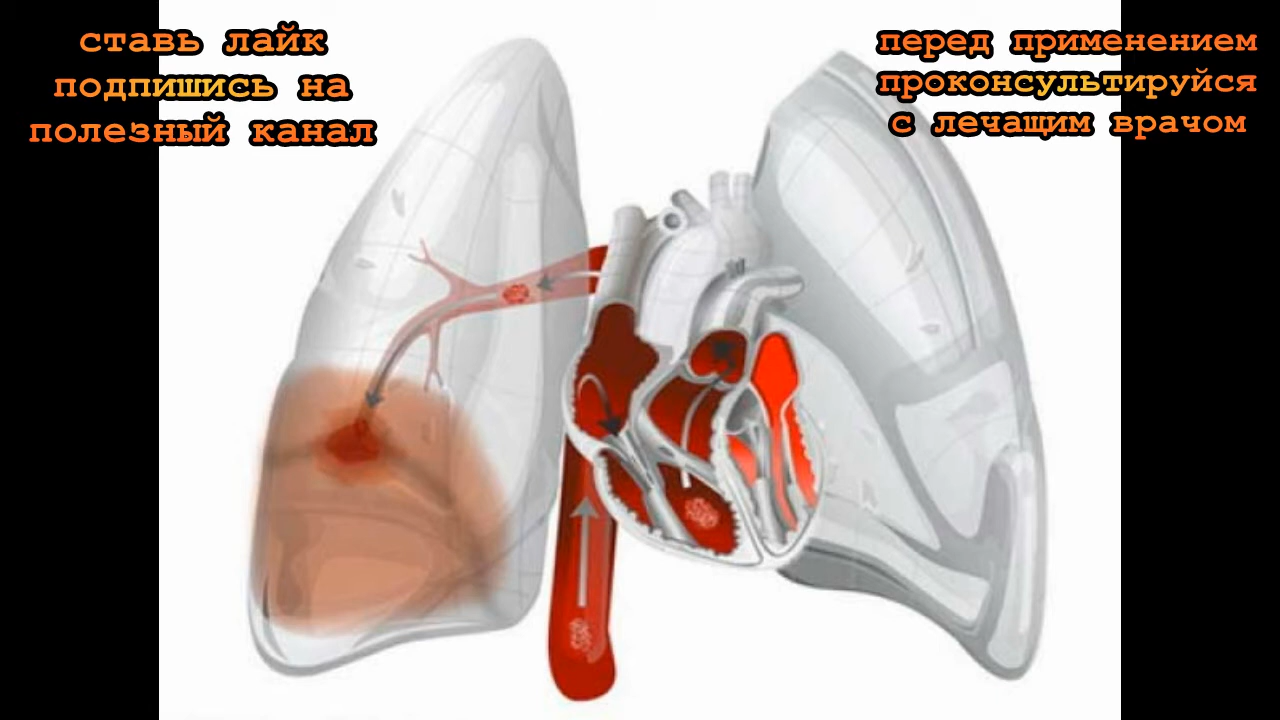 ставь лайк
подпишись на
полезный канал
перед применением
проконсультируйся
с лечащим врачом